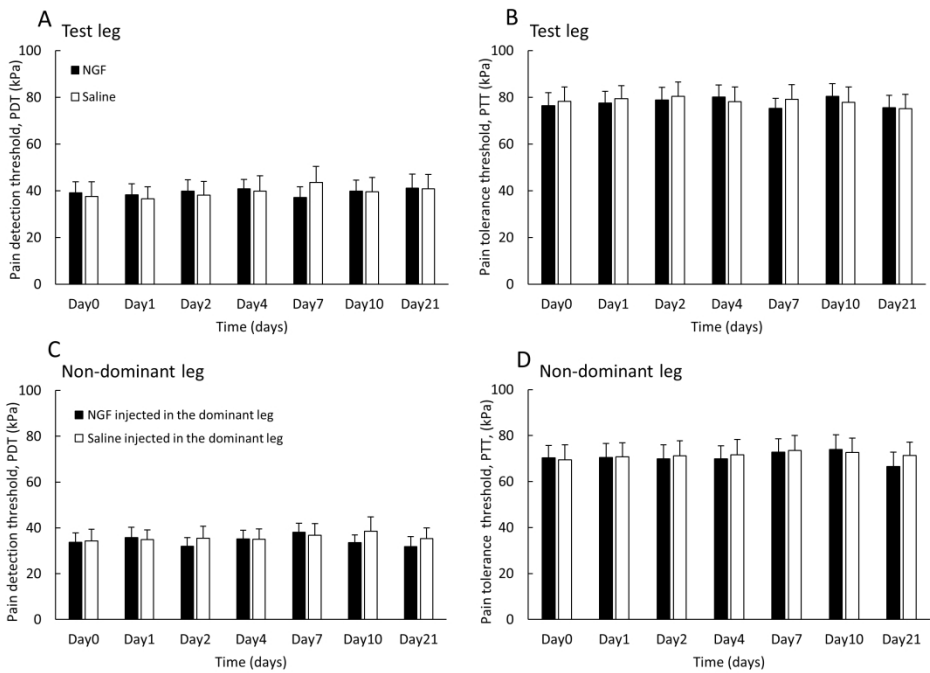 A
Test leg
Pain detection threshold, PDT (kPa)
100
80
60
40
20
0
NGF
Saline
Day0 Day1 Day2 Day4 Day7 Day10 Day21
Time (days)
B
Test leg
Pain tolerance threshold, PTT (kPa)
100
80
60
40
20
0
Day0 Day1 Day2 Day4 Day7 Day10 Day21
Time (days)
C
Non-dominant leg
Pain detection threshold, PDT (kPa)
100
80
60
40
20
0
NGF injected in the dominant leg
Saline injected in the dominant leg
Day0 Day1 Day2 Day4 Day7 Day10 Day21
Time (days)
D
Non-dominant leg
Pain tolerance threshold, PTT, (kPa)
100
80
60
40
20
0
Day0 Day1 Day2 Day4 Day7 Day10 Day21
Time (days)